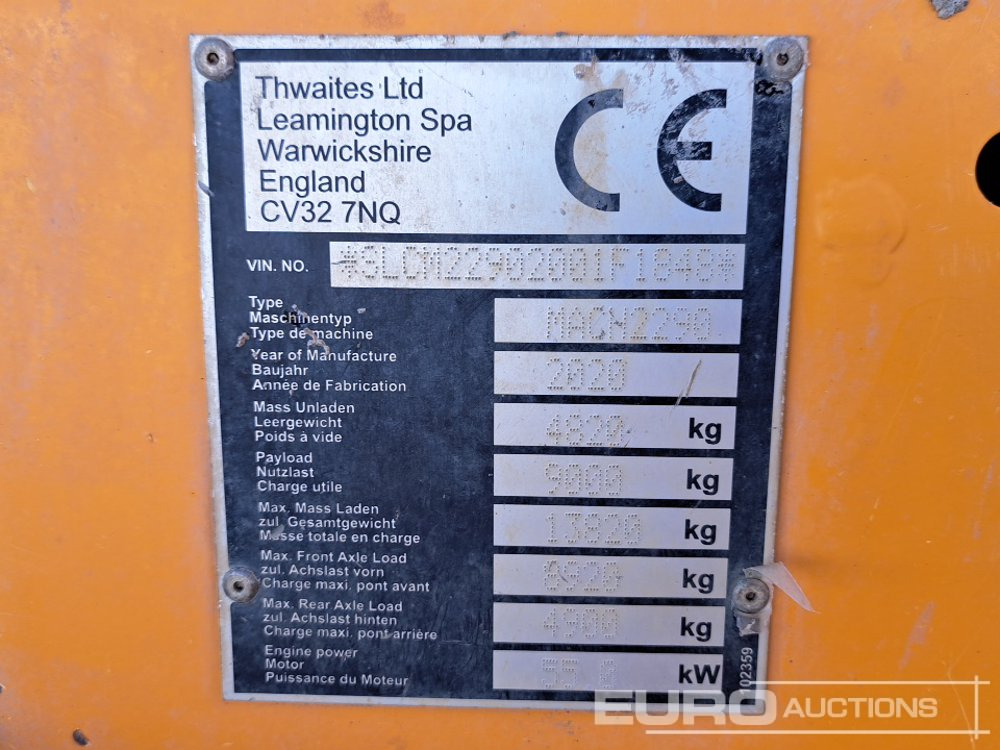 Thwaites Ltd
Leamington Spa
Warwickshire
England
CV32 7NQ
CE
VIN. NO.
Type
Maschinentyp
Type de machine
MACH2290
Year of Manufacture
Baujahr
Année de Fabrication
2020
Mass Unladen
Leergewicht
Poids à vide
4820 kg
Payload
Nutzlast
Charge utile
9000 kg
Max. Mass Laden
zul. Gesamtgewicht
Masse totale en charge
13820 kg
Max. Front Axle Load
zul. Achslast vorn
Charge maxi. pont avant
kg
Max. Rear Axle Load
zul. Achslast hinten
Charge maxi. pont arrière
4900 kg
Engine power
Motor
Puissance du Moteur
kW
102359
EURO AUCTIONS